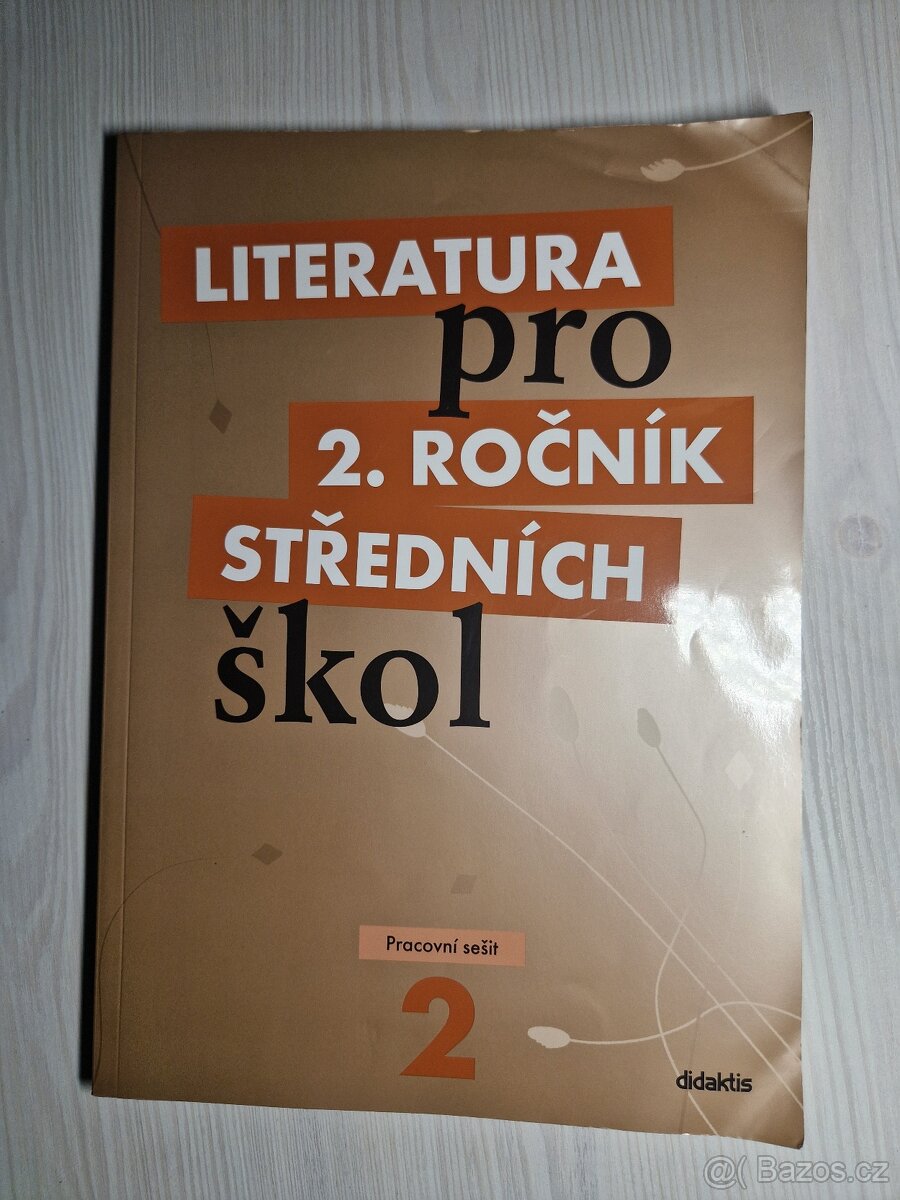 LITERATURA
pro
2. ROČNÍK
STŘEDNÍCH
škol
Pracovní sešit
2
didaktis
@( Bazos.cz